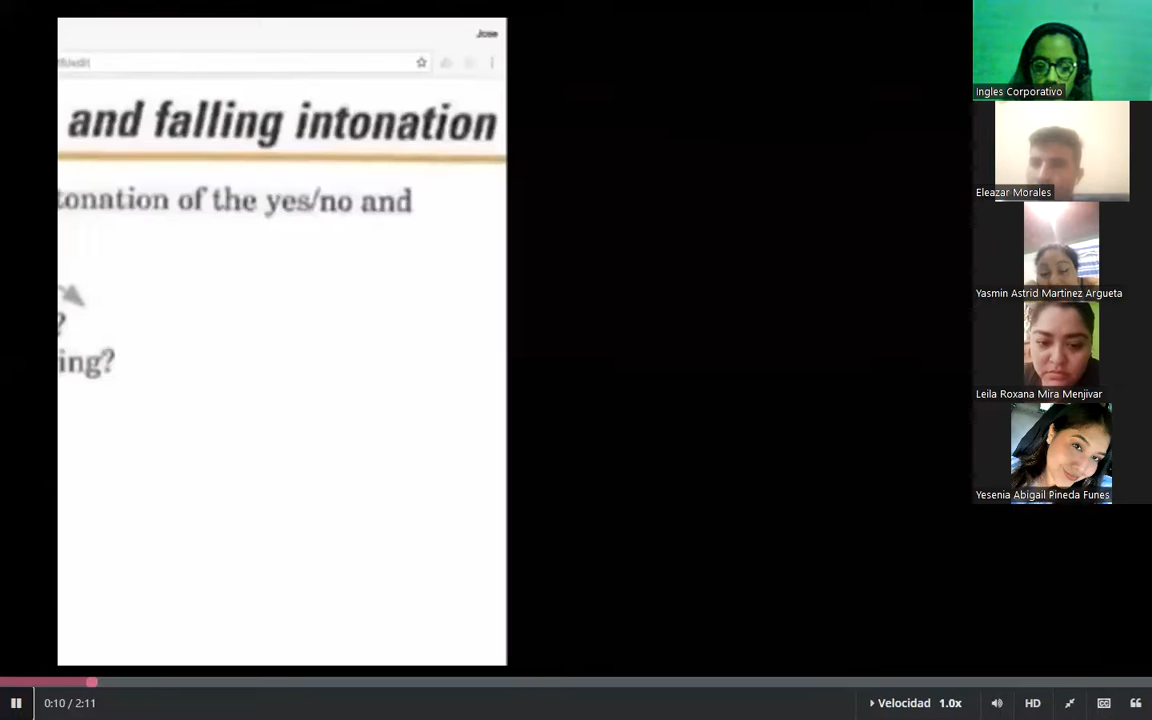 Jose
and falling intonation
tonation of the yes/no and
?
ing?
Ingles Corporativo
Eleazar Morales
Yasmin Astrid Martinez Argueta
Leila Roxana Mira Menjivar
Yesenia Abigail Pineda Funes
0:10 / 2:11
Velocidad 1.0x
HD
CC